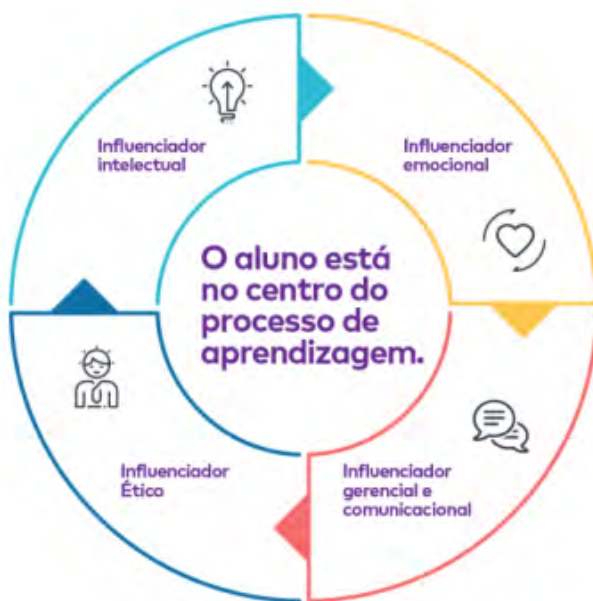 Influenciador
intelectual
Influenciador
emocional
O aluno está
no centro do
processo de
aprendizagem.
Influenciador
Ético
Influenciador
gerencial e
comunicacional